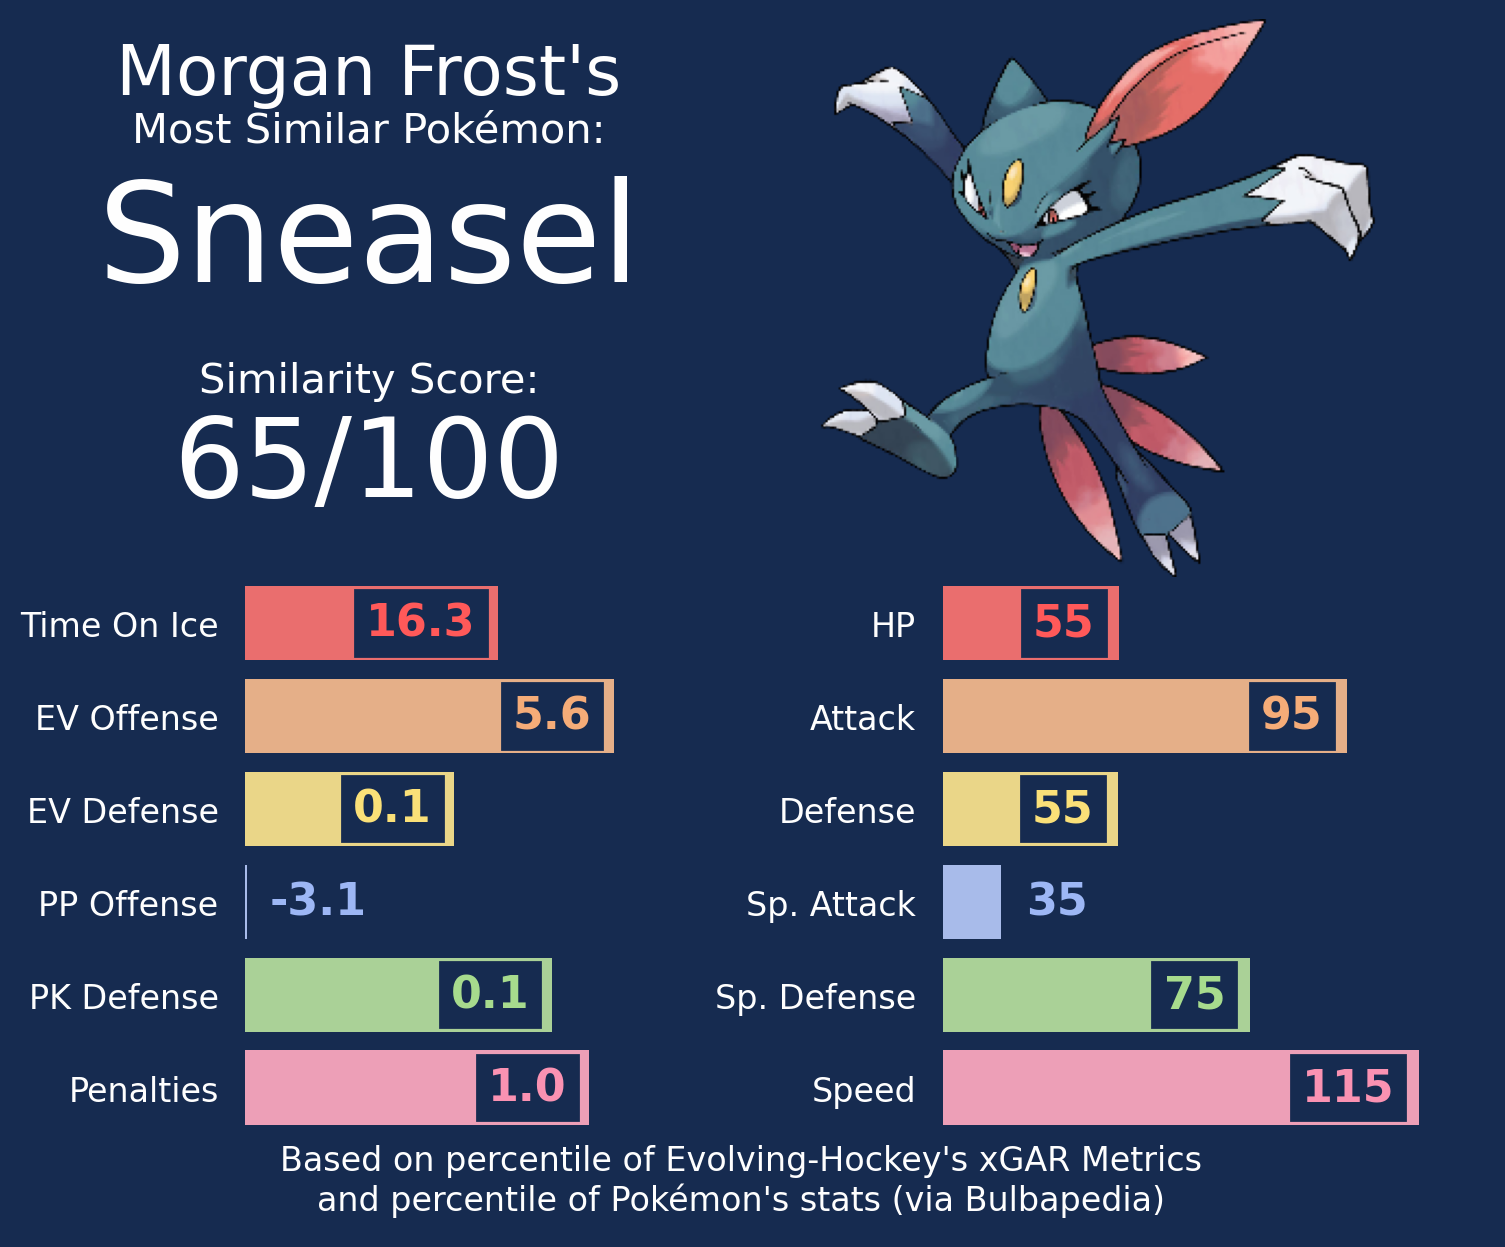 Morgan Frost's
Most Similar Pokémon:
Sneasel
Similarity Score:
65/100
Time On Ice 16.3
EV Offense 5.6
EV Defense 0.1
PP Offense -3.1
PK Defense 0.1
Penalties 1.0
HP 55
Attack 95
Defense 55
Sp. Attack 35
Sp. Defense 75
Speed 115
Based on percentile of Evolving-Hockey's xGAR Metrics
and percentile of Pokémon's stats (via Bulbapedia)